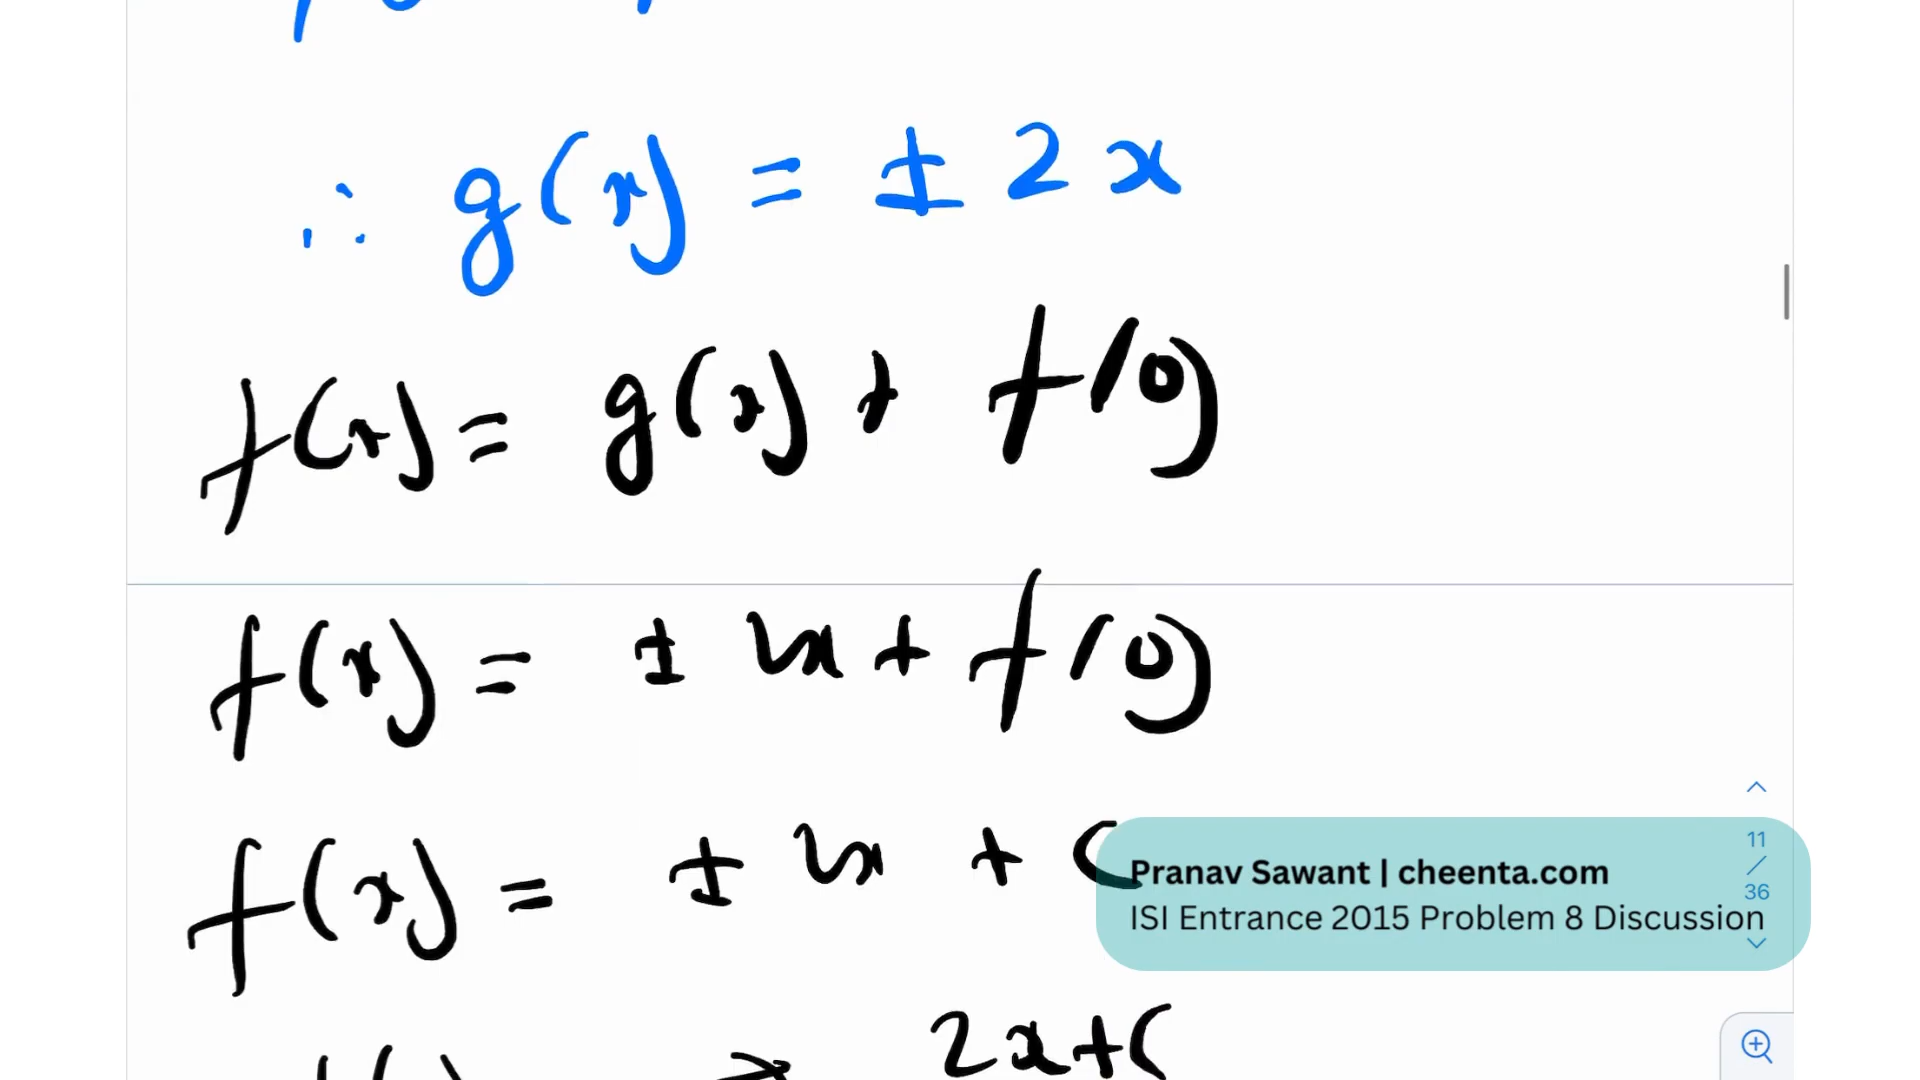 ∴ g(x) = ± 2x
f(x) = g(x) + f(0)
f(x) = ± 2x + f(0)
f(x) = ± 2x + C
Pranav Sawant | cheenta.com
ISI Entrance 2015 Problem 8 Discussion
11
/
36
→ 2x+C